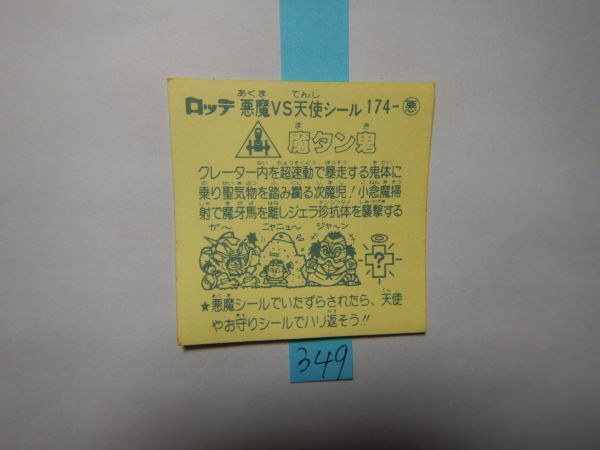 ロッテ 悪魔VS天使シール 174-悪
魔タン鬼
クレーター内を超速動で暴走する鬼体に
乗り聖気物を踏み躙る次魔児!小念魔掃
射で魔牙馬を離しジェラ珍抗体を襲撃する
ガ〜 ニャニュ〜 ジャ〜ン
?
★悪魔シールでいたずらされたら、天使
やお守りシールでハリ返そう!!
349